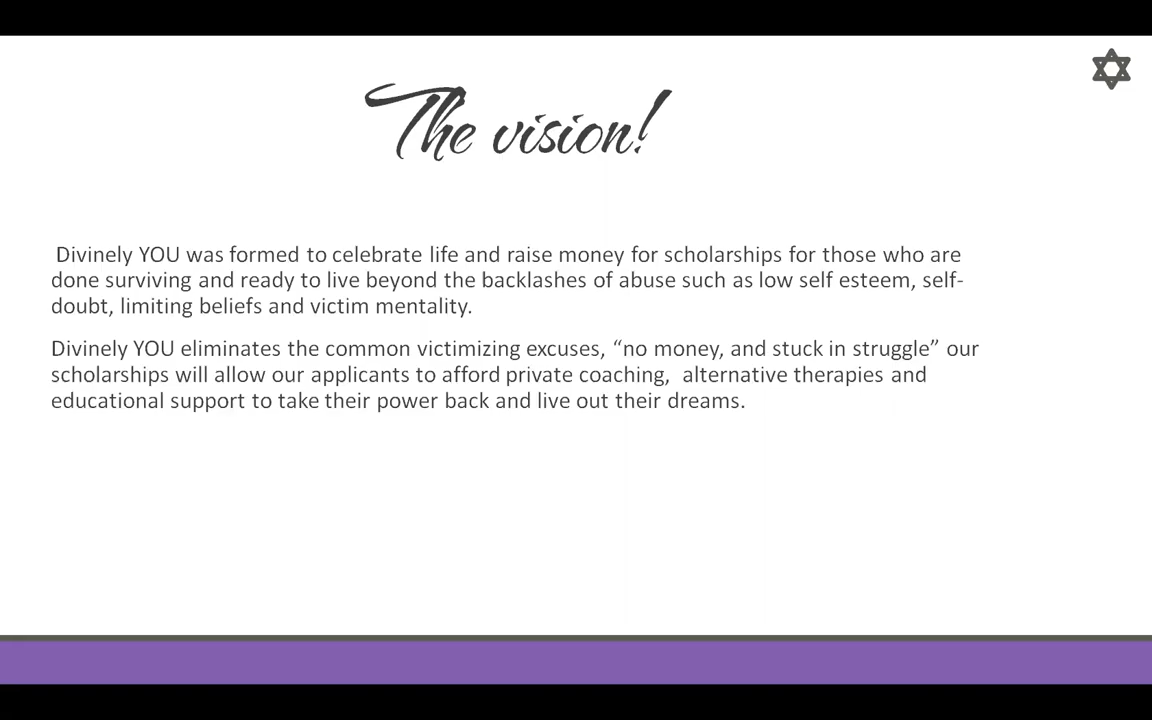 The vision!
Divinely YOU was formed to celebrate life and raise money for scholarships for those who are
done surviving and ready to live beyond the backlashes of abuse such as low self esteem, self-
doubt, limiting beliefs and victim mentality.
Divinely YOU eliminates the common victimizing excuses, “no money, and stuck in struggle” our
scholarships will allow our applicants to afford private coaching,  alternative therapies and
educational support to take their power back and live out their dreams.